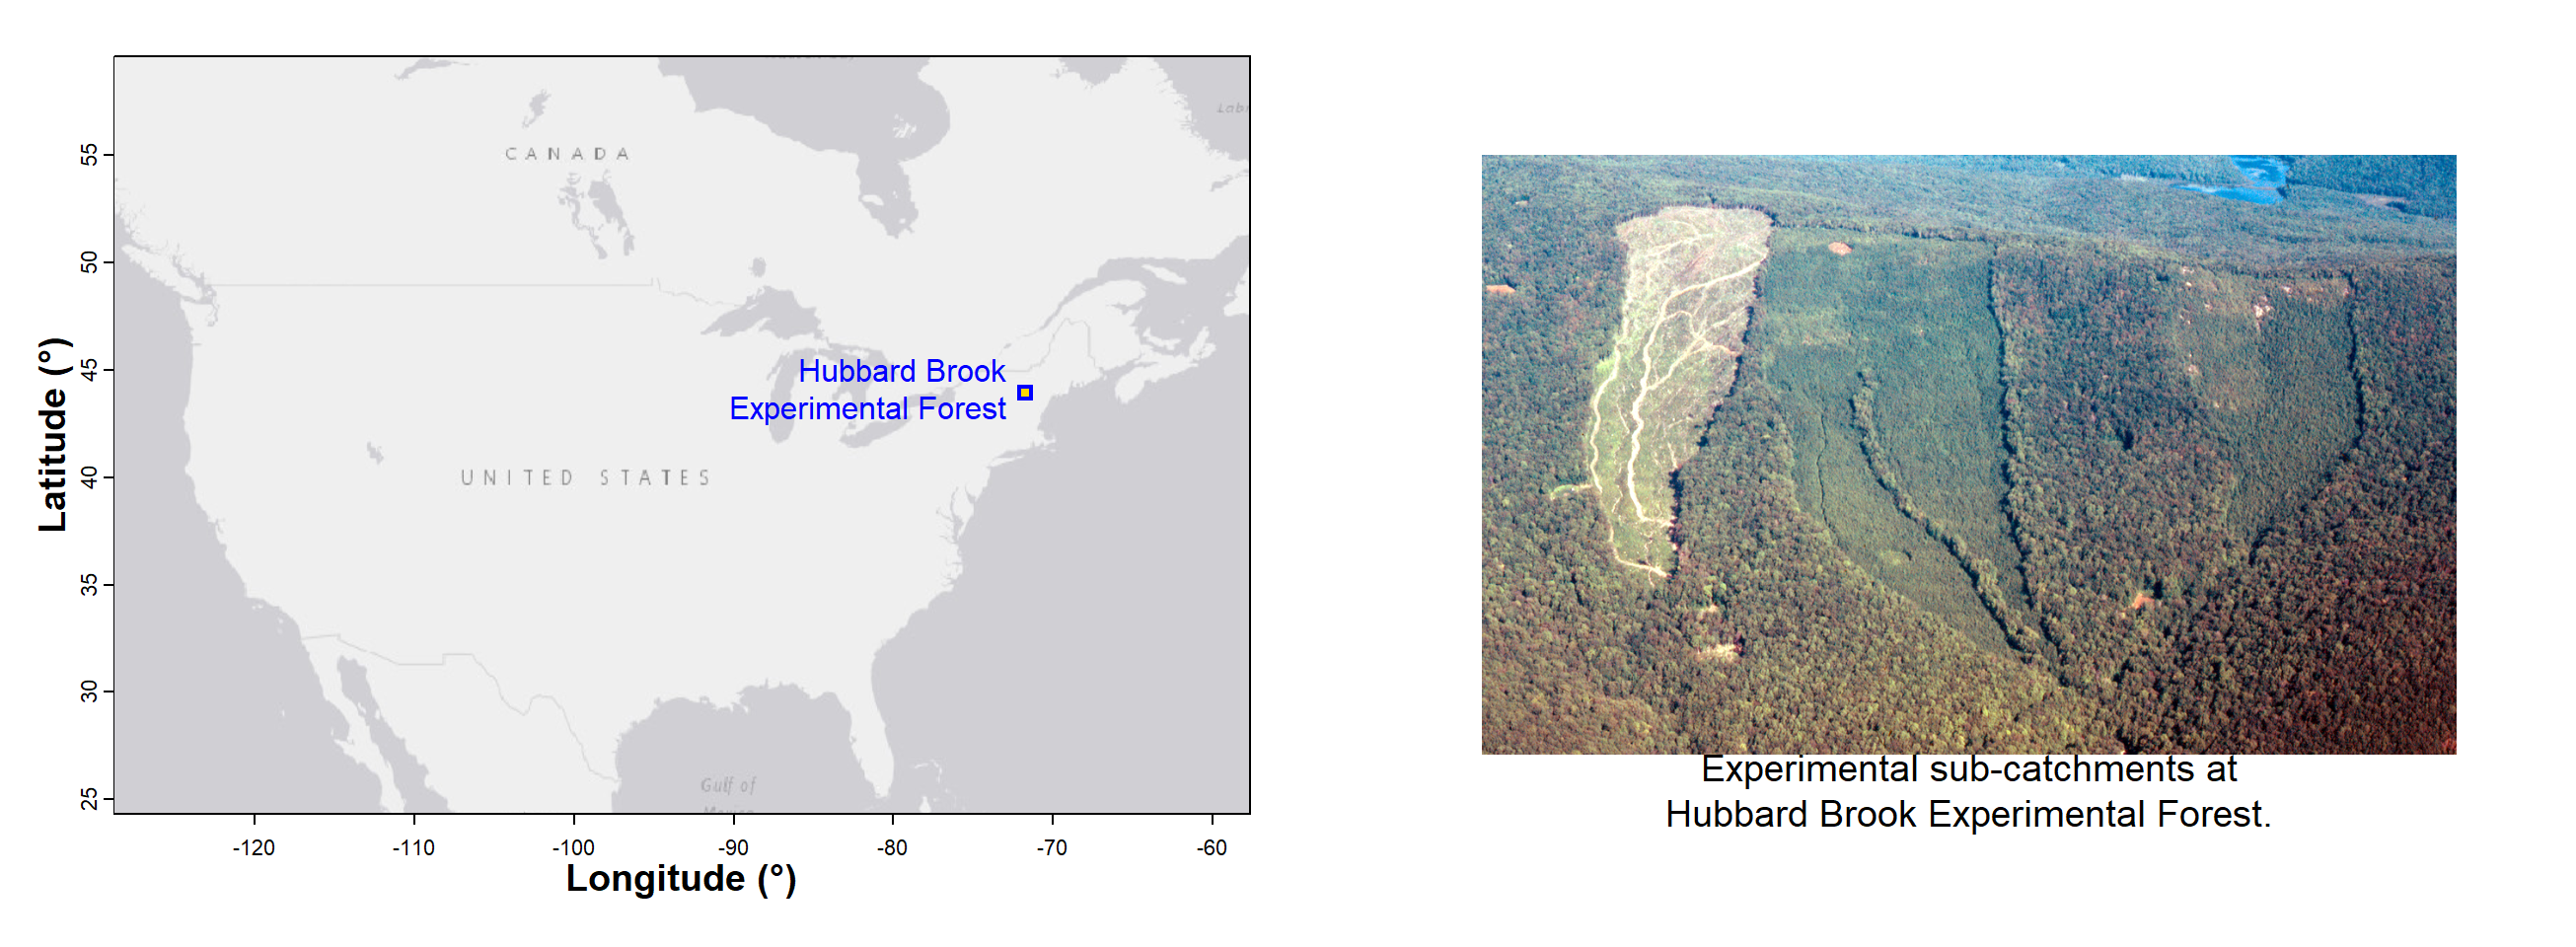 Latitude (°)
55
50
45
40
35
30
25
CANADA
Hubbard Brook
Experimental Forest
UNITED STATES
Gulf of
-120
-110
-100
-90
-80
-70
-60
Longitude (°)
Experimental sub-catchments at
Hubbard Brook Experimental Forest.